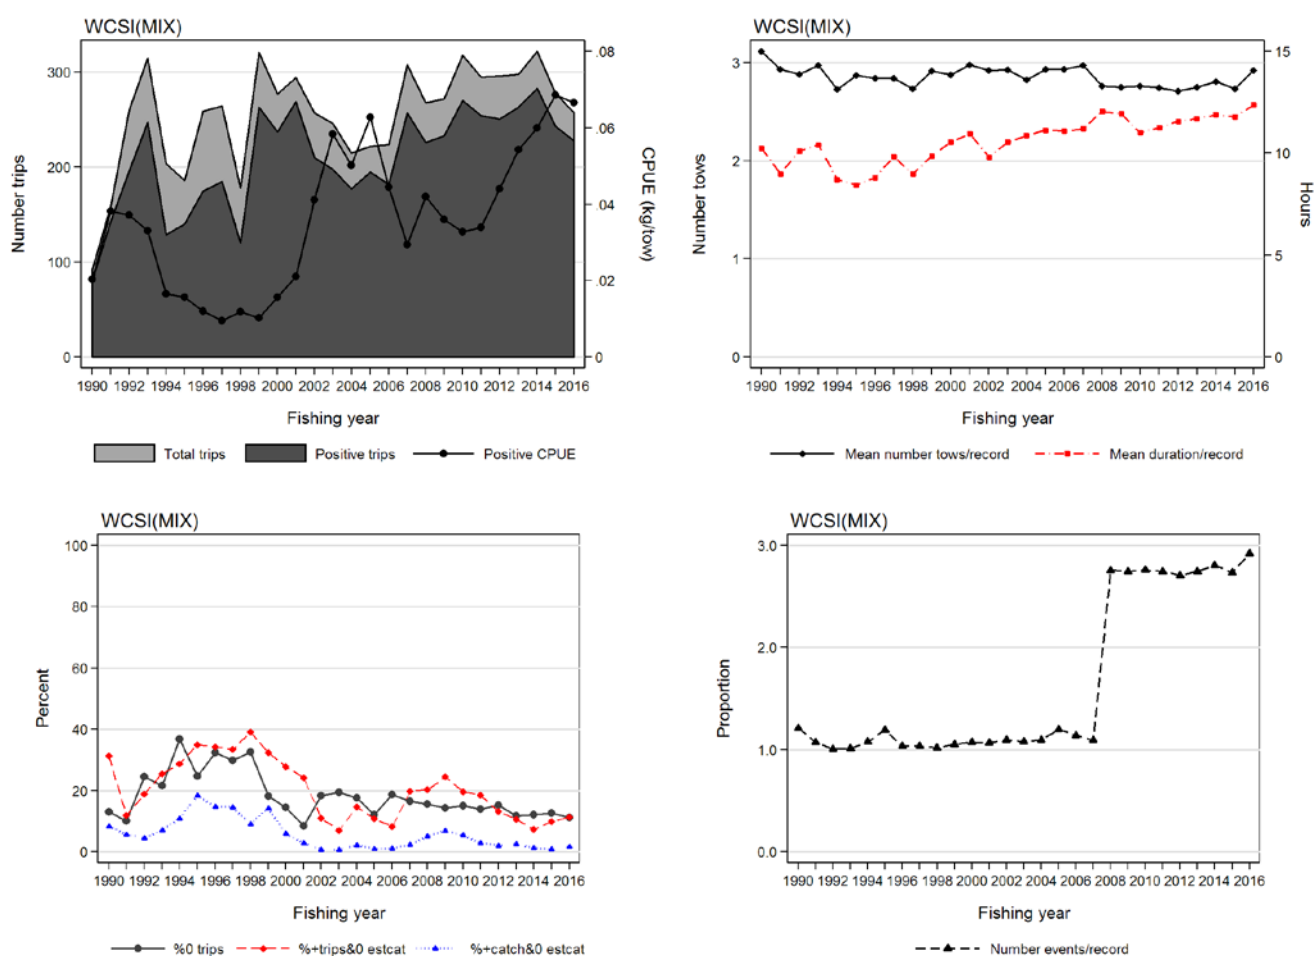 WCSI(MIX)
Number trips
300
200
100
0
CPUE (kg/tow)
.08
.06
.04
.02
0
1990 1992 1994 1996 1998 2000 2002 2004 2006 2008 2010 2012 2014 2016
Fishing year
Total trips Positive trips Positive CPUE
WCSI(MIX)
Number tows
3
2
1
0
Hours
15
10
5
0
1990 1992 1994 1996 1998 2000 2002 2004 2006 2008 2010 2012 2014 2016
Fishing year
Mean number tows/record Mean duration/record
WCSI(MIX)
Percent
100
80
60
40
20
0
1990 1992 1994 1996 1998 2000 2002 2004 2006 2008 2010 2012 2014 2016
Fishing year
%0 trips %+trips&0 estcat %+catch&0 estcat
WCSI(MIX)
Proportion
3.0
2.0
1.0
0.0
1990 1992 1994 1996 1998 2000 2002 2004 2006 2008 2010 2012 2014 2016
Fishing year
Number events/record